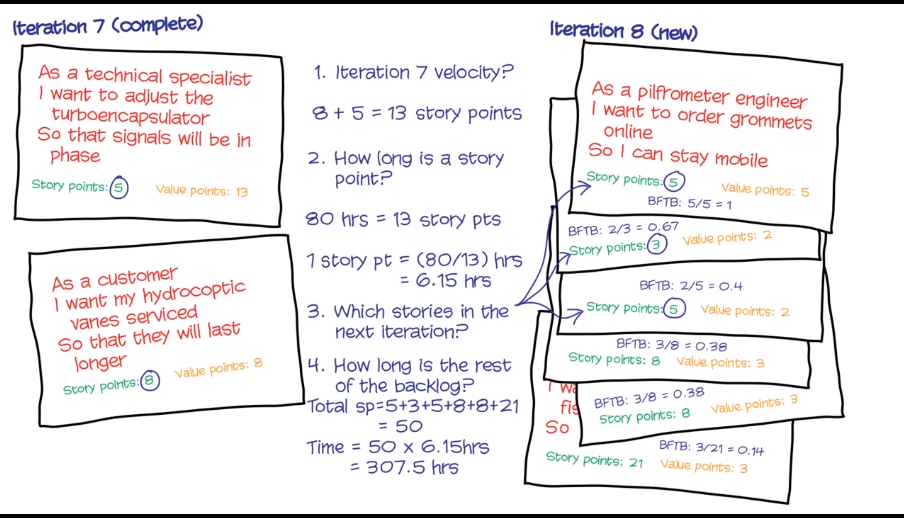 Iteration 7 (complete)
As a technical specialist
I want to adjust the
turboencapsulator
So that signals will be in
phase
Story points: 5
Value points: 13
As a customer
I want my hydrocoptic
vanes serviced
So that they will last
longer
Story points: 8
Value points: 8
1. Iteration 7 velocity?
8 + 5 = 13 story points
2. How long is a story
point?
80 hrs = 13 story pts
1 story pt = (80/13) hrs
= 6.15 hrs
3. Which stories in the
next iteration?
4. How long is the rest
of the backlog?
Total sp=5+3+5+8+8+21
= 50
Time = 50 x 6.15hrs
= 307.5 hrs
Iteration 8 (new)
As a pilfrometer engineer
I want to order grommets
online
So I can stay mobile
Story points: 5
Value points: 5
BFTB: 5/5 = 1
BFTB: 2/3 = 0.67
Story points: 3
Value points: 2
BFTB: 2/5 = 0.4
Story points: 5
Value points: 2
BFTB: 3/8 = 0.38
Story points: 8
Value points: 3
BFTB: 3/8 = 0.38
Story points: 8
Value points: 3
I wa
fis
So
BFTB: 3/21 = 0.14
Story points: 21
Value points: 3